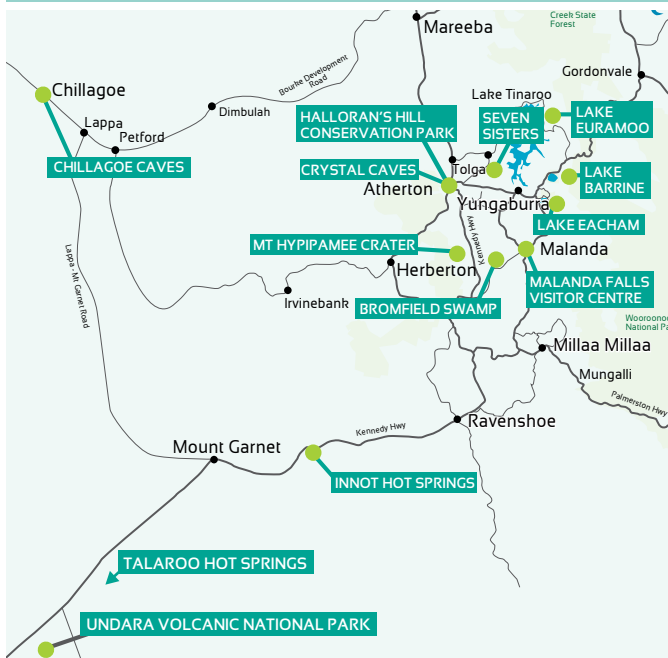 Creek State
Forest
Mareeba
Gordonvale
Bourke Development
Road
Chillagoe
Lake Tinaroo
Dimbulah
HALLORAN'S HILL
CONSERVATION PARK
SEVEN
SISTERS
LAKE
EURAMOO
Lappa
Petford
CHILLAGOE CAVES
CRYSTAL CAVES
Tolga
LAKE
BARRINE
Atherton
Yungaburra
LAKE EACHAM
Kennedy Hwy
MT HYPIPAMEE CRATER
Malanda
Herberton
MALANDA FALLS
VISITOR CENTRE
Lappa - Mt Garnet Road
Irvinebank
BROMFIELD SWAMP
National Pa
Millaa Millaa
Mungalli
Palmerston Hwy
Ravenshoe
Kennedy Hwy
Mount Garnet
INNOT HOT SPRINGS
TALAROO HOT SPRINGS
UNDARA VOLCANIC NATIONAL PARK